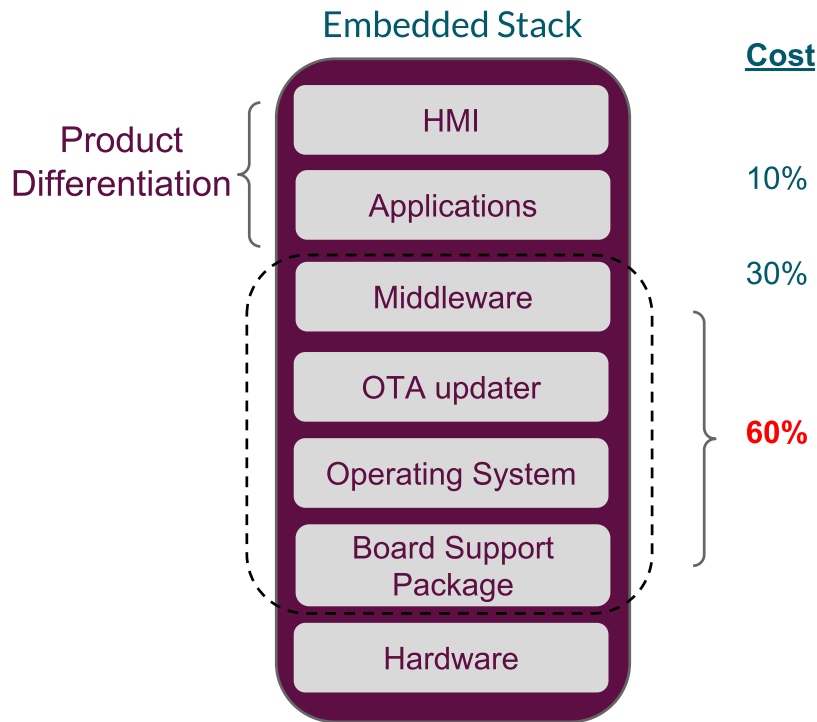 Embedded Stack
Cost
HMI
Product
Differentiation
10%
Applications
30%
Middleware
OTA updater
60%
Operating System
Board Support
Package
Hardware